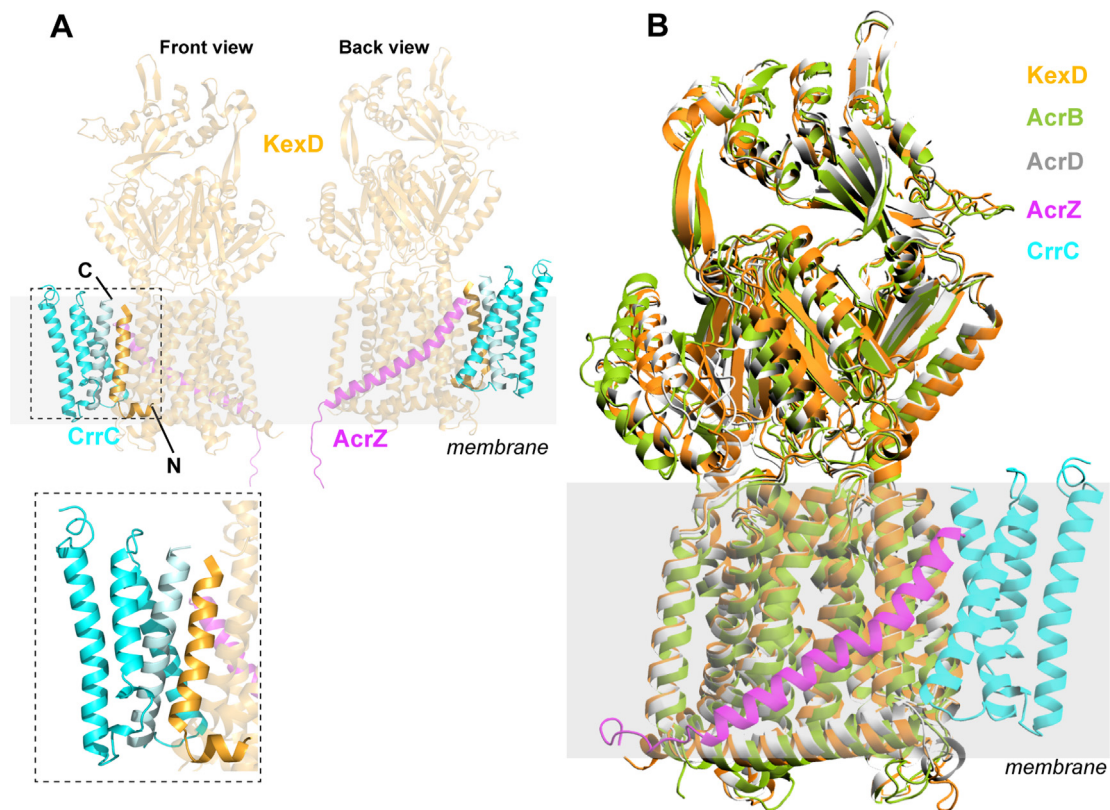 A
Front view
Back view
KexD
C
CrrC
N
AcrZ
membrane
B
KexD
AcrB
AcrD
AcrZ
CrrC
membrane